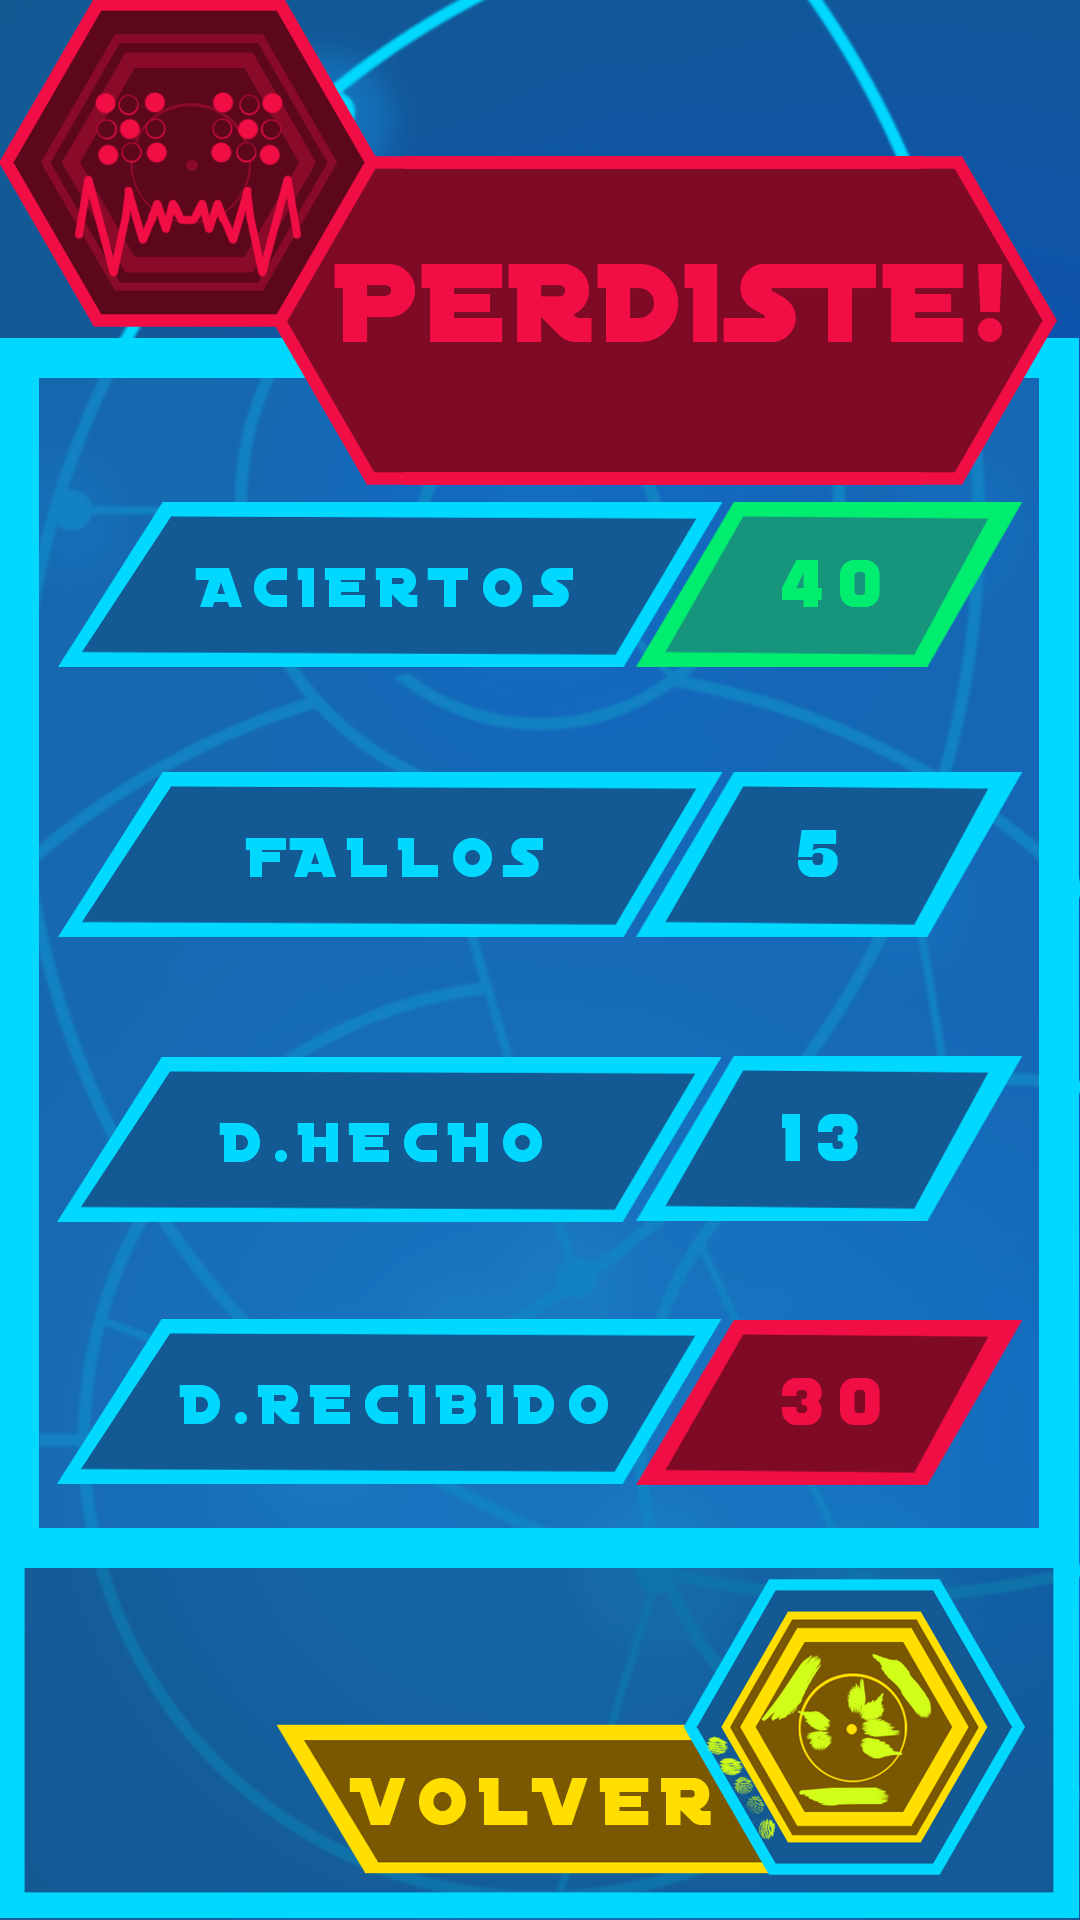 PERDISTE!
ACIERTOS 40
FALLOS 5
D.HECHO 13
D.RECIBIDO 30
VOLVER